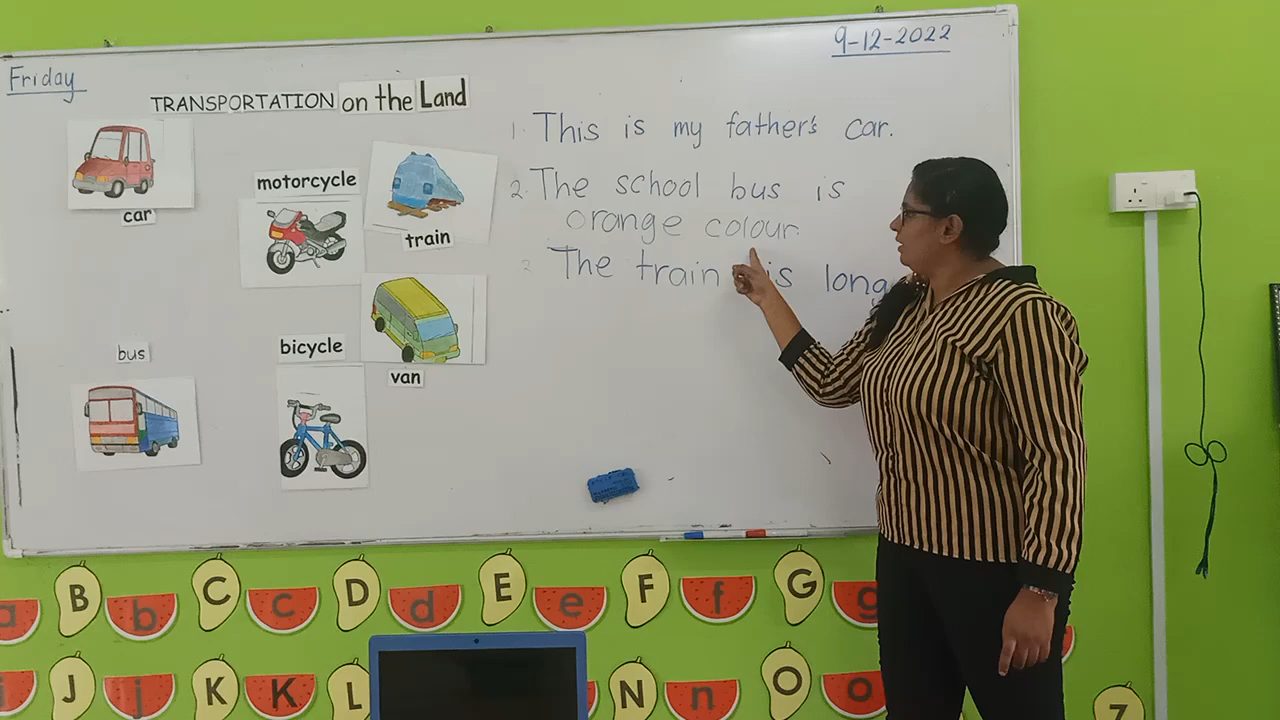 Friday
9-12-2022
TRANSPORTATION on the Land
car
motorcycle
train
bus
bicycle
van
1. This is my father's car.
2. The school bus is
orange colour.
3 The train is long
a B b C c D d E e F f G g
j J j K K L N n O o Z